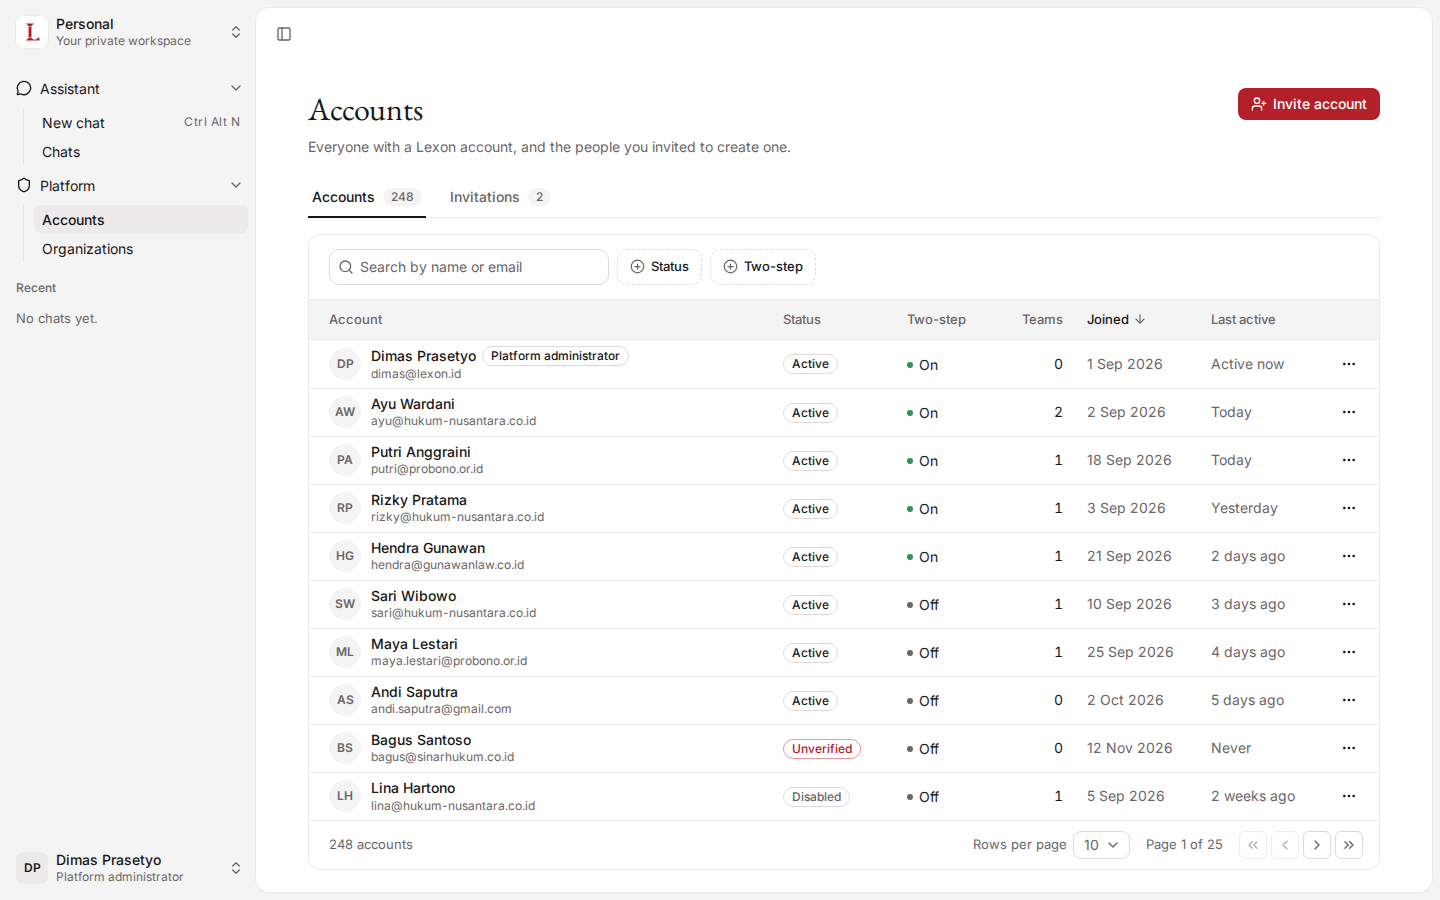 L
Personal
Your private workspace
Assistant
New chat Ctrl Alt N
Chats
Platform
Accounts
Organizations
Recent
No chats yet.
DP
Dimas Prasetyo
Platform administrator
Accounts
Invite account
Everyone with a Lexon account, and the people you invited to create one.
Accounts 248 Invitations 2
Search by name or email Status Two-step
Account Status Two-step Teams Joined Last active
DP Dimas Prasetyo Platform administrator Active On 0 1 Sep 2026 Active now
dimas@lexon.id
AW Ayu Wardani Active On 2 2 Sep 2026 Today
ayu@hukum-nusantara.co.id
PA Putri Anggraini Active On 1 18 Sep 2026 Today
putri@probono.or.id
RP Rizky Pratama Active On 1 3 Sep 2026 Yesterday
rizky@hukum-nusantara.co.id
HG Hendra Gunawan Active On 1 21 Sep 2026 2 days ago
hendra@gunawanlaw.co.id
SW Sari Wibowo Active Off 1 10 Sep 2026 3 days ago
sari@hukum-nusantara.co.id
ML Maya Lestari Active Off 1 25 Sep 2026 4 days ago
maya.lestari@probono.or.id
AS Andi Saputra Active Off 0 2 Oct 2026 5 days ago
andi.saputra@gmail.com
BS Bagus Santoso Unverified Off 0 12 Nov 2026 Never
bagus@sinarhukum.co.id
LH Lina Hartono Disabled Off 1 5 Sep 2026 2 weeks ago
lina@hukum-nusantara.co.id
248 accounts Rows per page 10 Page 1 of 25